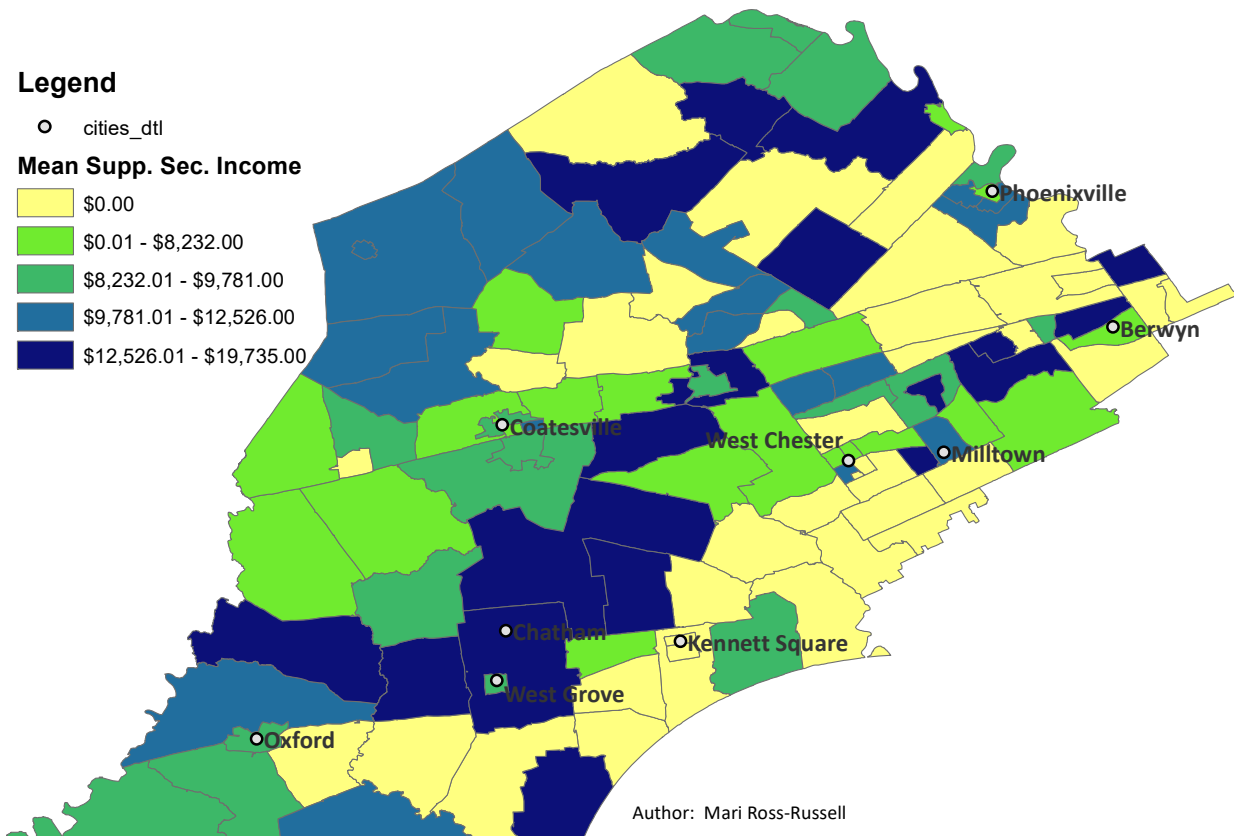 Legend
cities_dtl
Mean Supp. Sec. Income
$0.00
$0.01 - $8,232.00
$8,232.01 - $9,781.00
$9,781.01 - $12,526.00
$12,526.01 - $19,735.00
Phoenixville
Berwyn
Coatesville
West Chester
Milltown
Chatham
Kennett Square
West Grove
Oxford
Author: Mari Ross-Russell